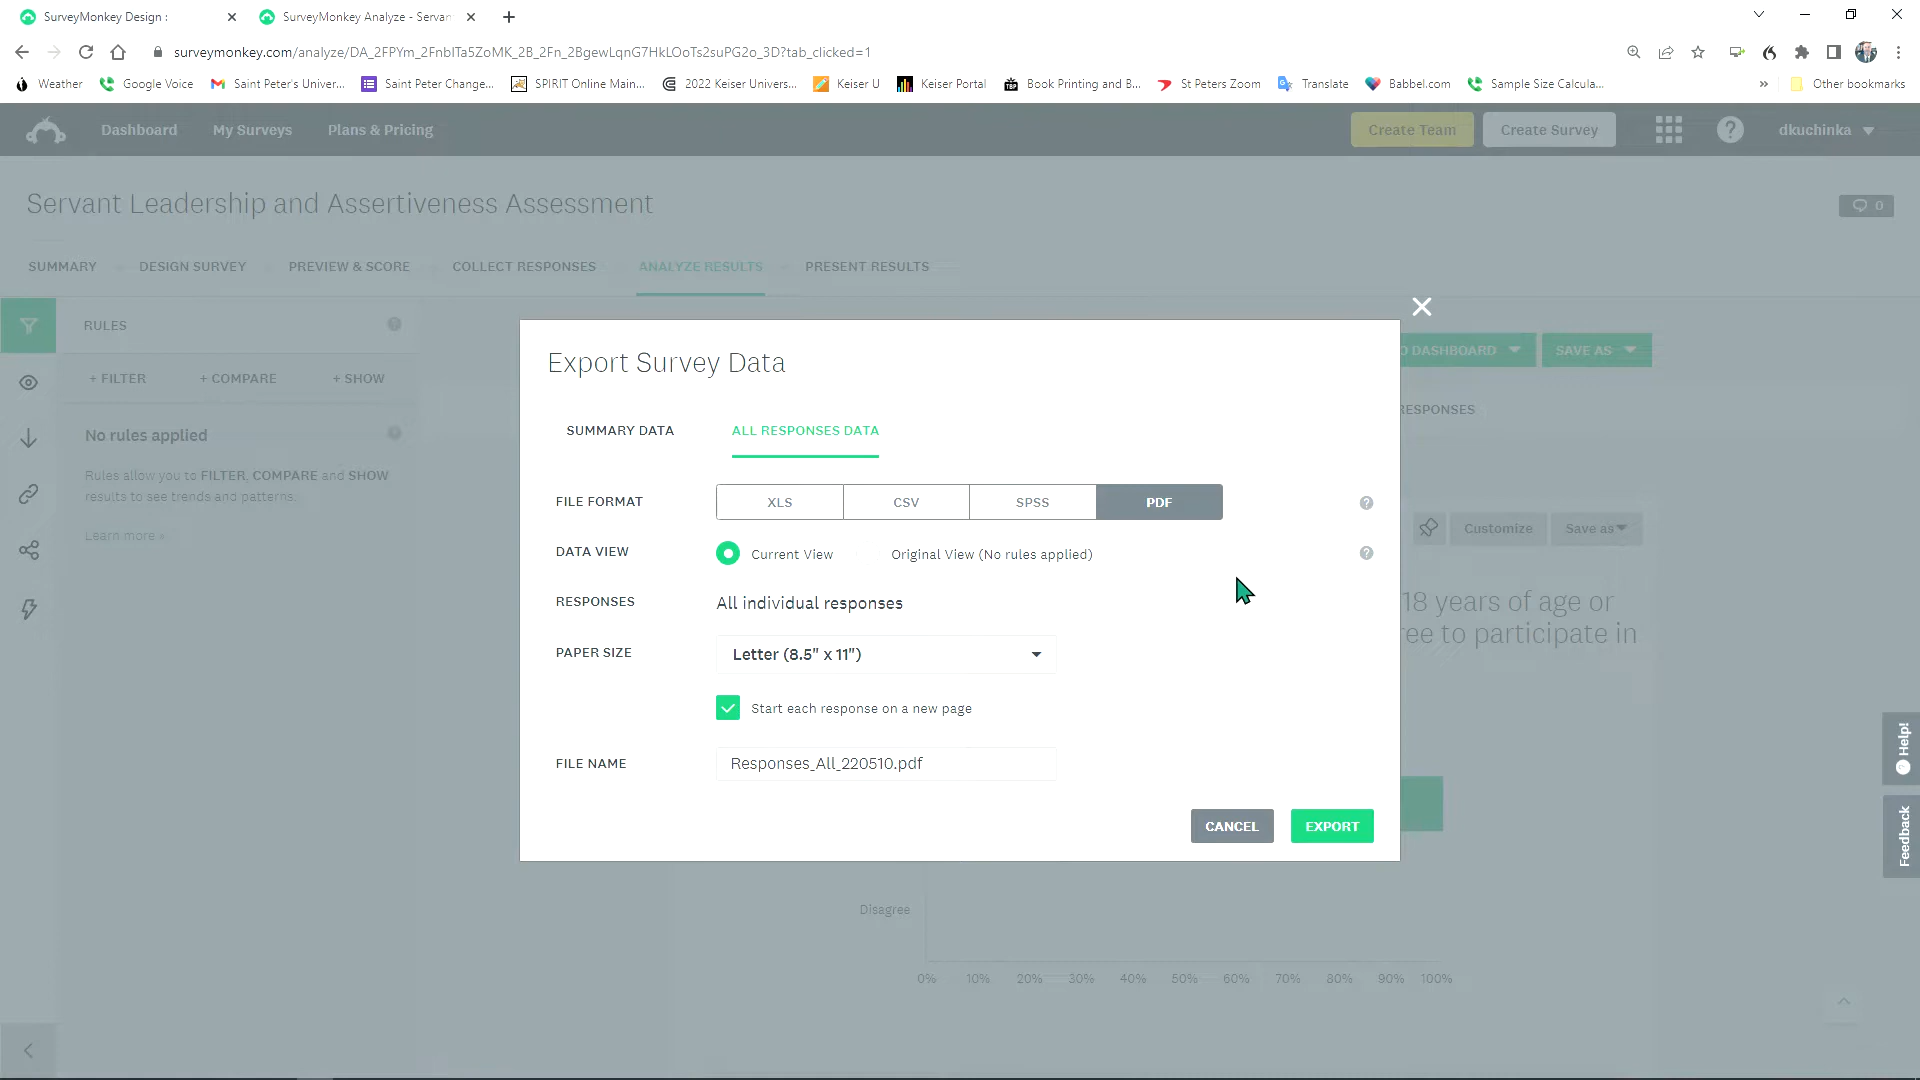 SurveyMonkey Design :
SurveyMonkey Analyze - Servan
surveymonkey.com/analyze/DA_2FPYm_2FnbITa5ZoMK_2B_2Fn_2BgewLqnG7HkLOoTs2suPG2o_3D?tab_clicked=1
Weather Google Voice Saint Peter's Univer... Saint Peter Change... SPIRIT Online Main... 2022 Keiser Univers... Keiser U Keiser Portal Book Printing and B... St Peters Zoom Translate Babbel.com Sample Size Calcula... » Other bookmarks
Dashboard My Surveys Plans & Pricing Create Team Create Survey dkuchinka
Servant Leadership and Assertiveness Assessment
0
SUMMARY DESIGN SURVEY PREVIEW & SCORE COLLECT RESPONSES ANALYZE RESULTS PRESENT RESULTS
RULES
+ FILTER + COMPARE + SHOW
No rules applied
Rules allow you to FILTER, COMPARE and SHOW
results to see trends and patterns.
Learn more »
DASHBOARD SAVE AS
RESPONSES
Customize Save as
18 years of age or
ree to participate in
Export Survey Data
SUMMARY DATA ALL RESPONSES DATA
FILE FORMAT XLS CSV SPSS PDF
DATA VIEW Current View Original View (No rules applied)
RESPONSES All individual responses
PAPER SIZE Letter (8.5" x 11")
Start each response on a new page
FILE NAME Responses_All_220510.pdf
CANCEL EXPORT
Help!
Feedback
Disagree
0% 10% 20% 30% 40% 50% 60% 70% 80% 90% 100%